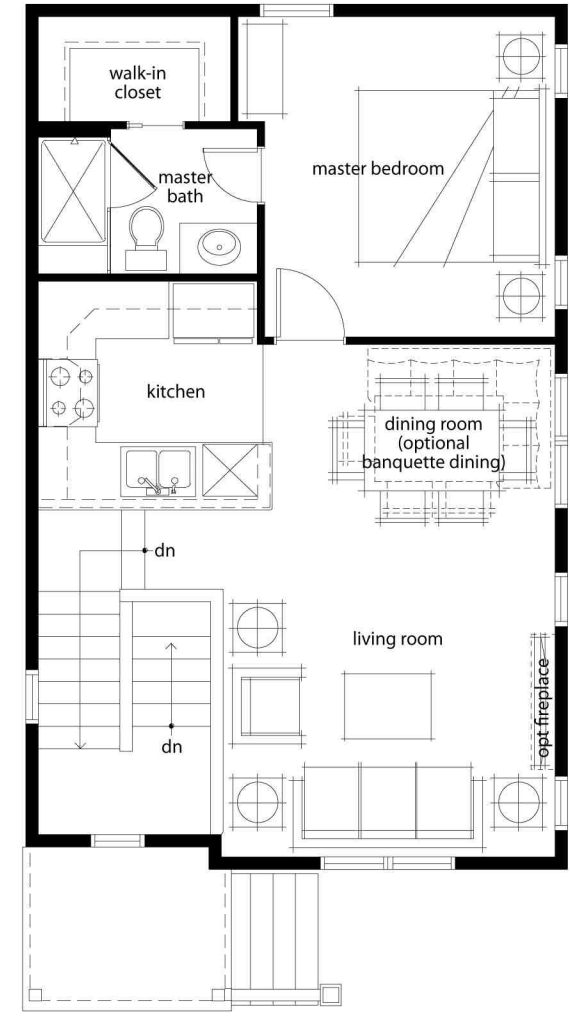 walk-in
closet
master
bath
master bedroom
kitchen
dining room
(optional
banquette dining)
dn
living room
opt fireplace
dn